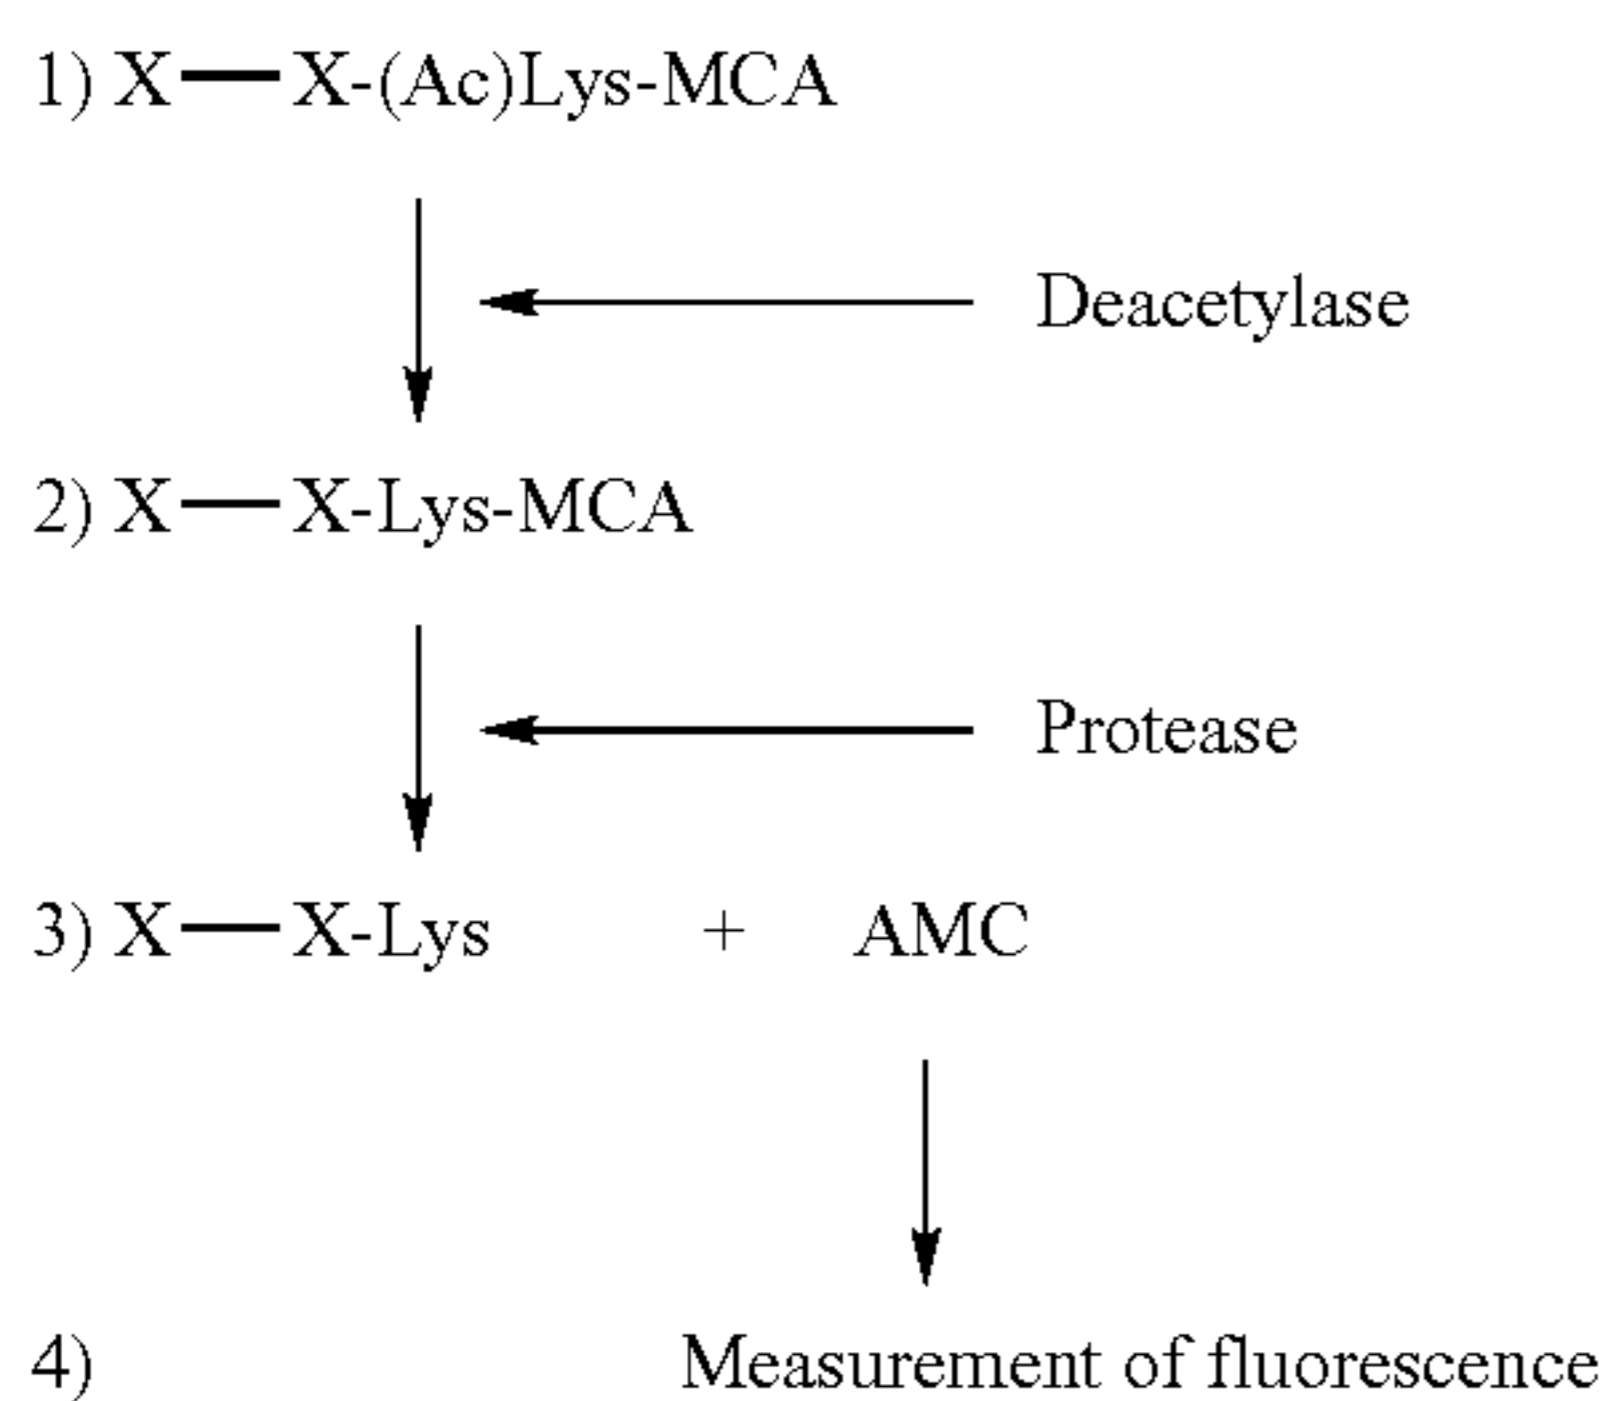 1) X—X-(Ac)Lys-MCA
Deacetylase
2) X—X-Lys-MCA
Protease
3) X—X-Lys + AMC
4) Measurement of fluorescence